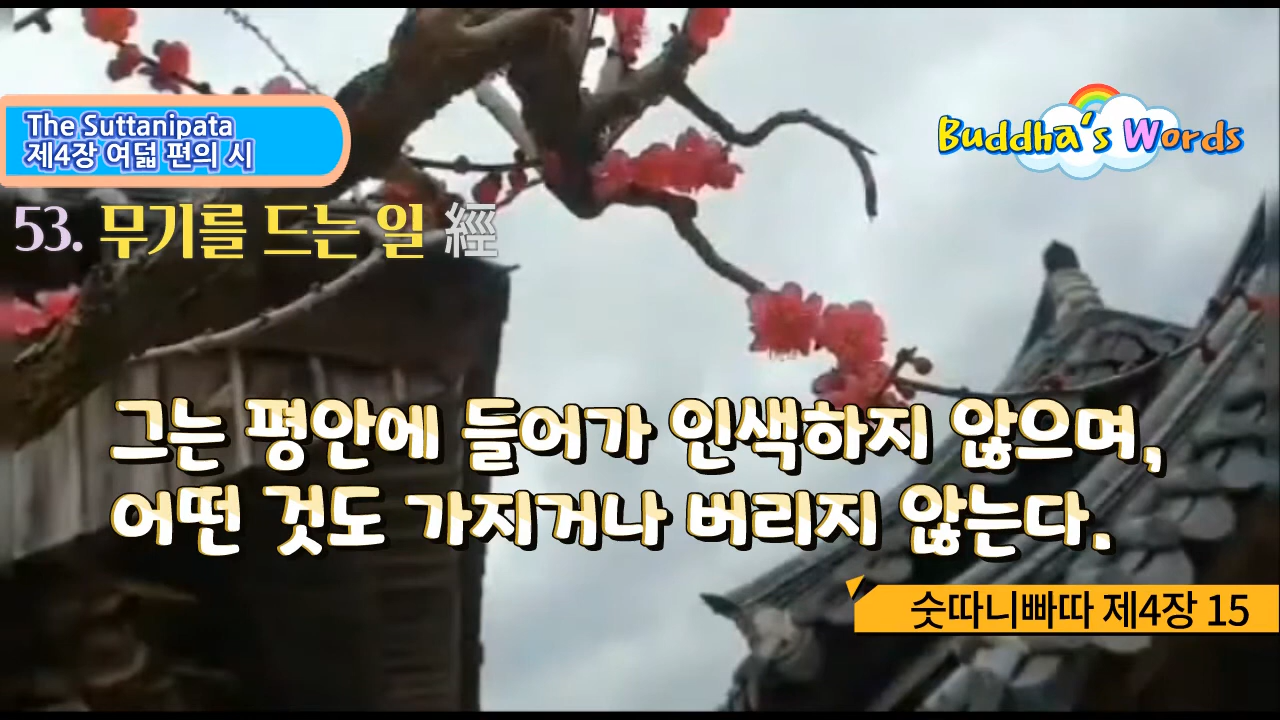 The Suttanipata
제4장 여덟 편의 시
Buddha's Words
53. 무기를 드는 일 經
그는 평안에 들어가 인색하지 않으며,
어떤 것도 가지거나 버리지 않는다.
숫따니빠따 제4장 15